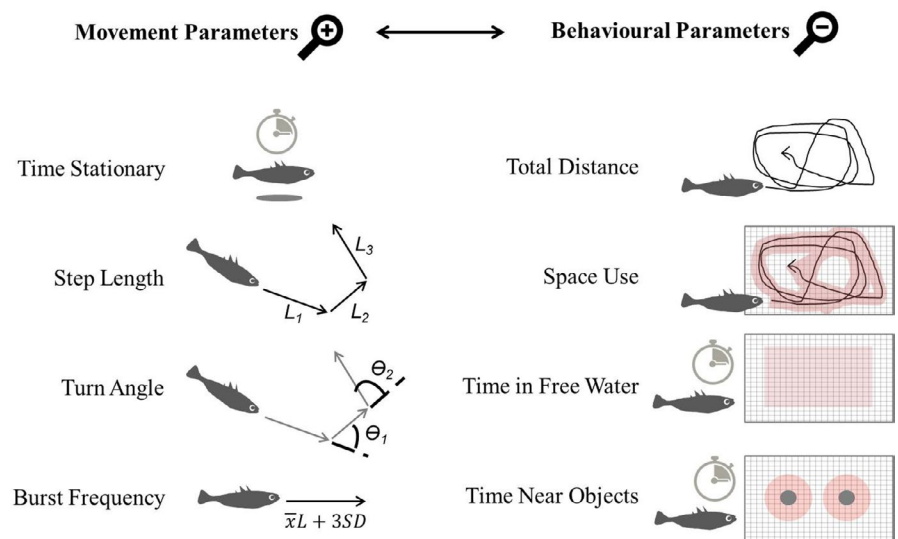 Movement Parameters
Behavioural Parameters
Time Stationary
Total Distance
Step Length
L₁
L₂
L₃
Space Use
Turn Angle
Θ₁
Θ₂
Time in Free Water
Burst Frequency
x̅L + 3SD
Time Near Objects